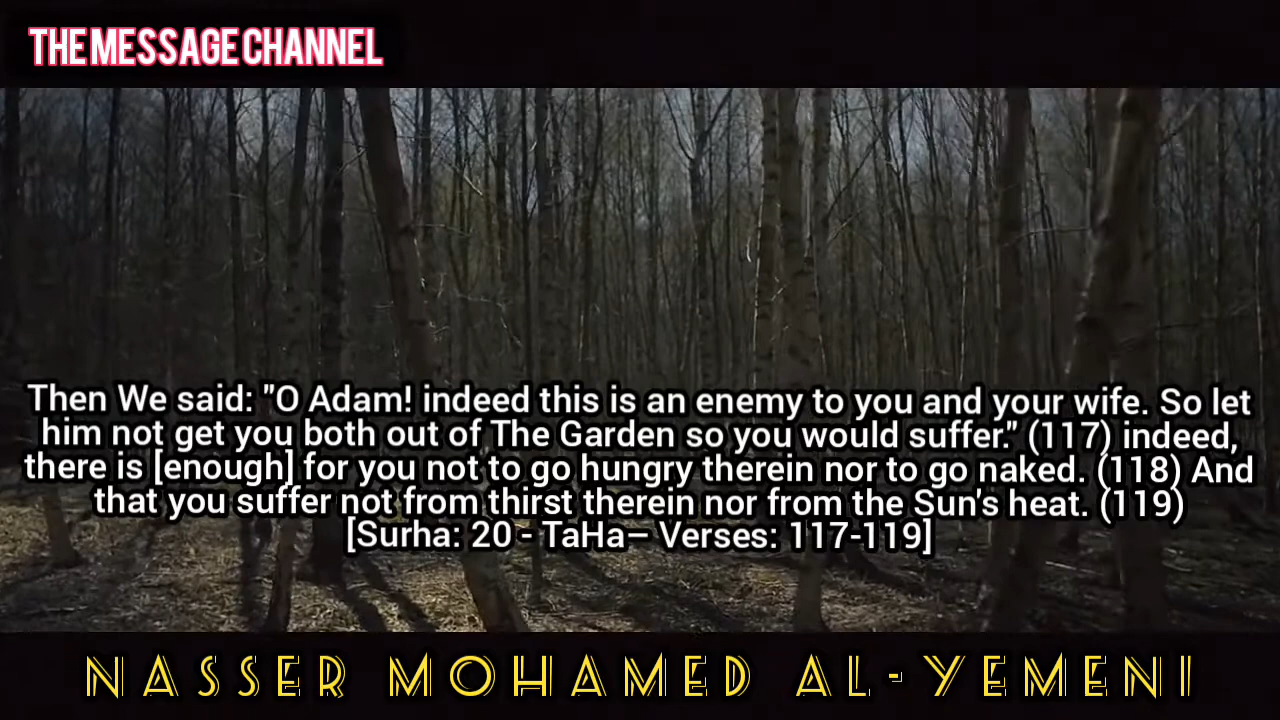 THE MESSAGE CHANNEL
Then We said: "O Adam! indeed this is an enemy to you and your wife. So let
him not get you both out of The Garden so you would suffer." (117) indeed,
there is [enough] for you not to go hungry therein nor to go naked. (118) And
that you suffer not from thirst therein nor from the Sun's heat. (119)
[Surha: 20 - TaHa– Verses: 117-119]
NASSER MOHAMED AL-YEMENI